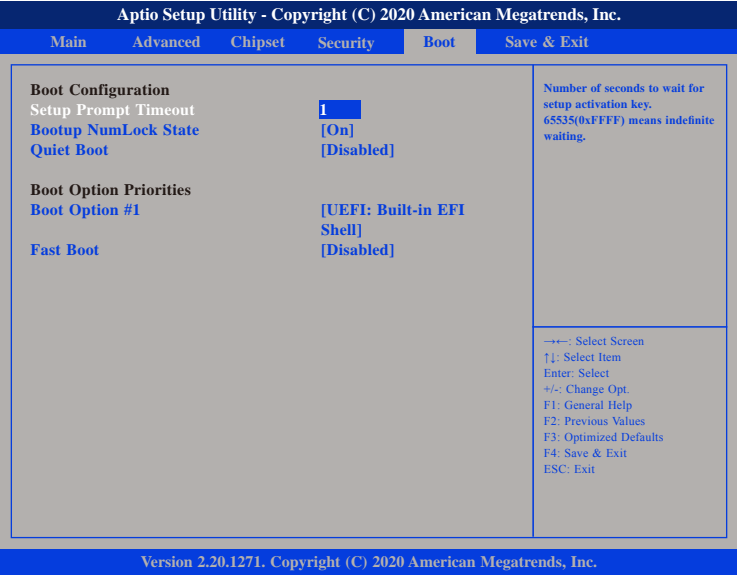 Aptio Setup Utility - Copyright (C) 2020 American Megatrends, Inc.
Main Advanced Chipset Security Boot Save & Exit
Boot Configuration
Setup Prompt Timeout 1
Bootup NumLock State [On]
Quiet Boot [Disabled]
Boot Option Priorities
Boot Option #1 [UEFI: Built-in EFI
Shell]
Fast Boot [Disabled]
Number of seconds to wait for
setup activation key.
65535(0xFFFF) means indefinite
waiting.
→←: Select Screen
↑↓: Select Item
Enter: Select
+/-: Change Opt.
F1: General Help
F2: Previous Values
F3: Optimized Defaults
F4: Save & Exit
ESC: Exit
Version 2.20.1271. Copyright (C) 2020 American Megatrends, Inc.